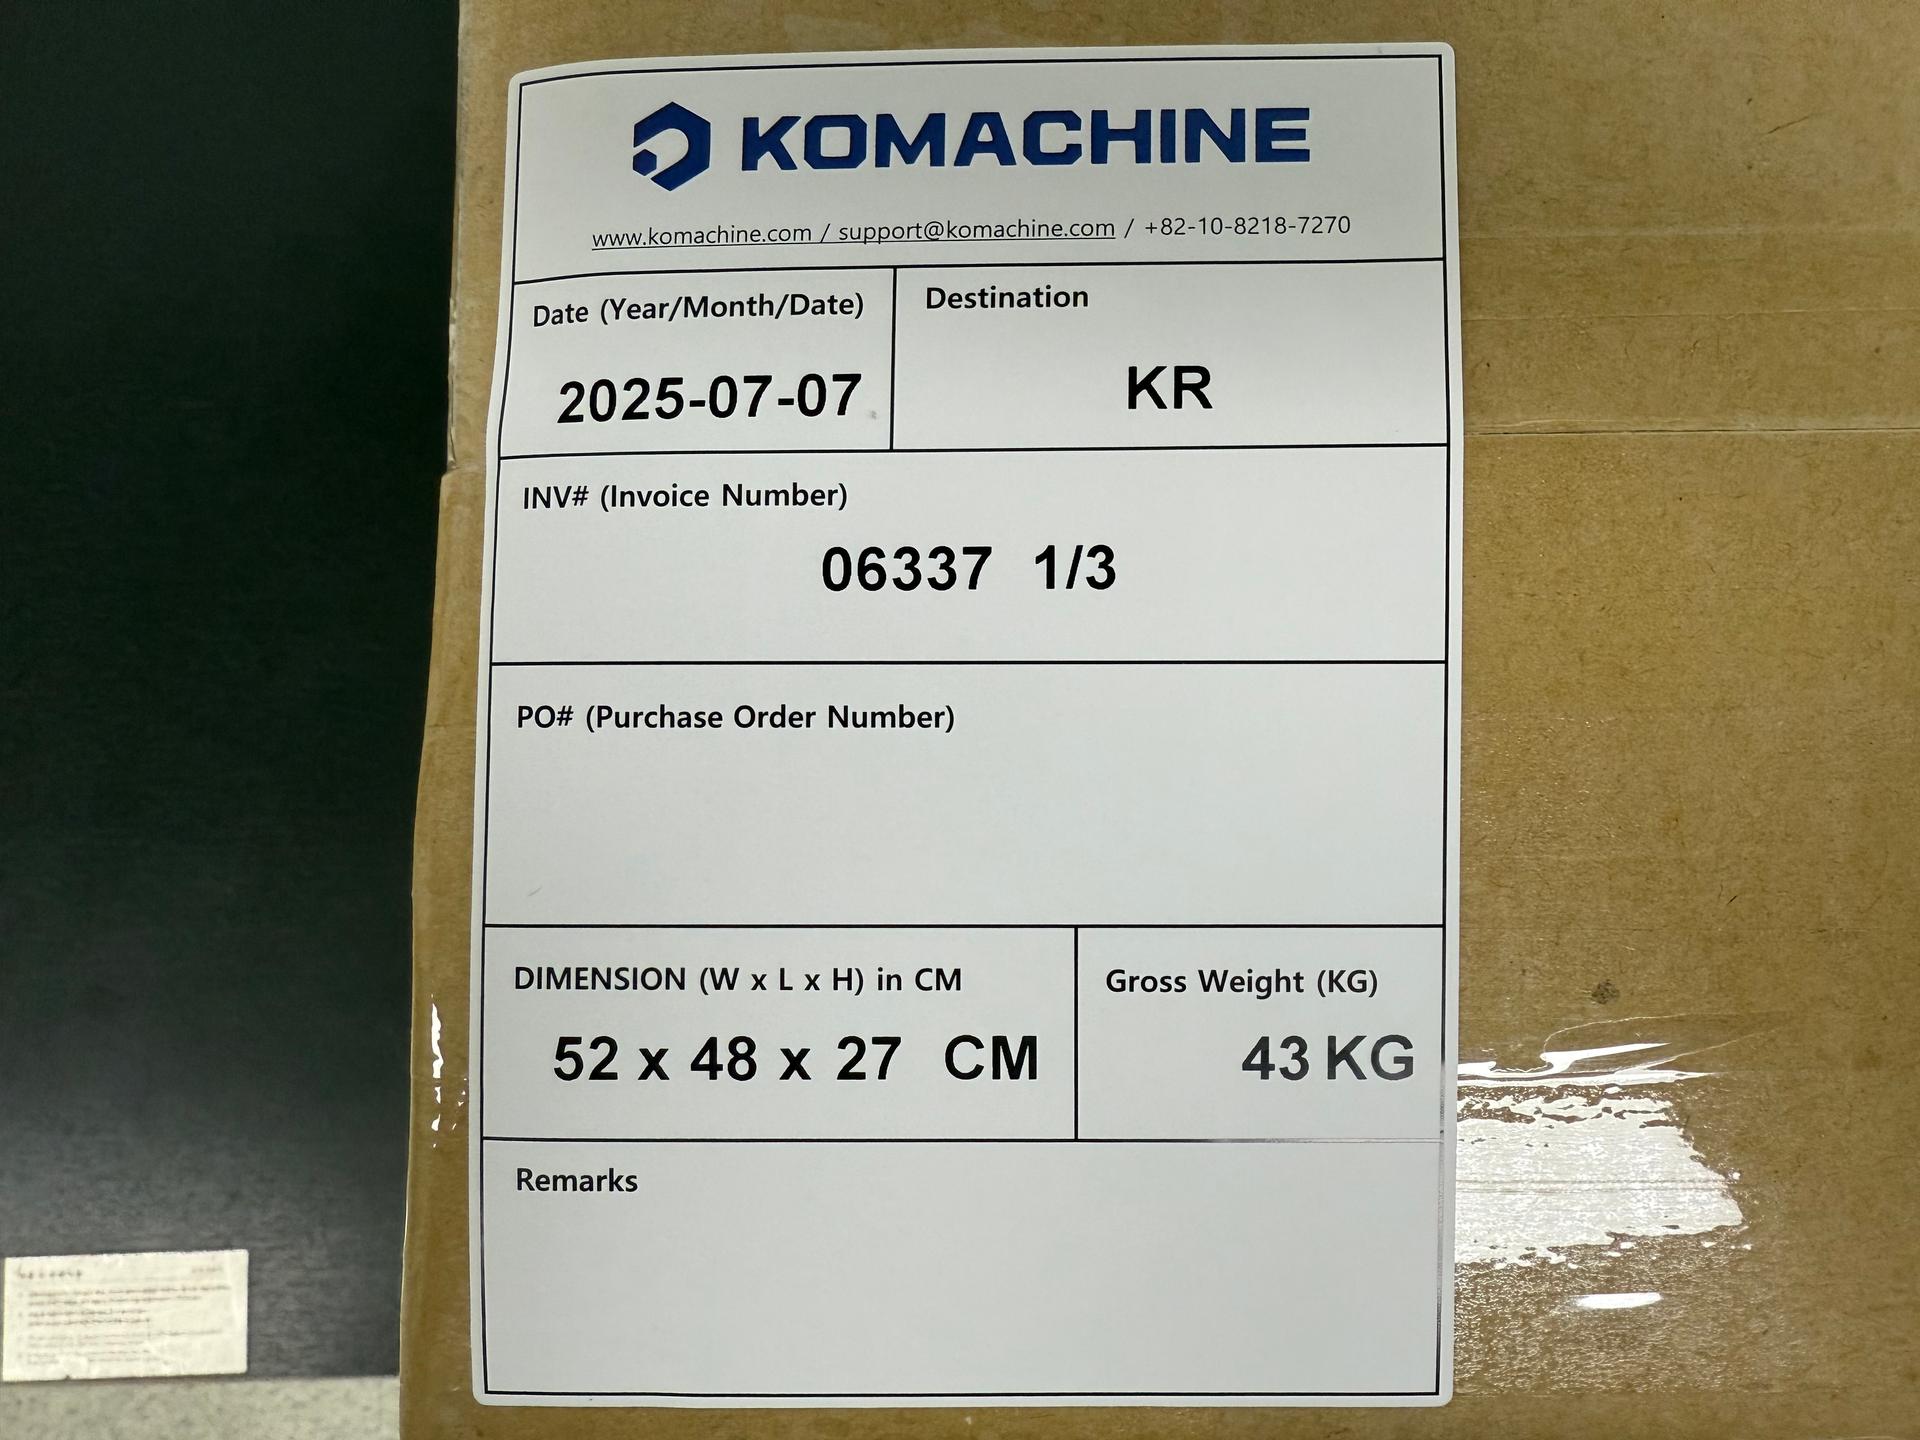 KOMACHINE
www.komachine.com / support@komachine.com / +82-10-8218-7270
Date (Year/Month/Date)
2025-07-07
Destination
KR
INV# (Invoice Number)
06337 1/3
PO# (Purchase Order Number)
DIMENSION (W x L x H) in CM
52 x 48 x 27 CM
Gross Weight (KG)
43 KG
Remarks